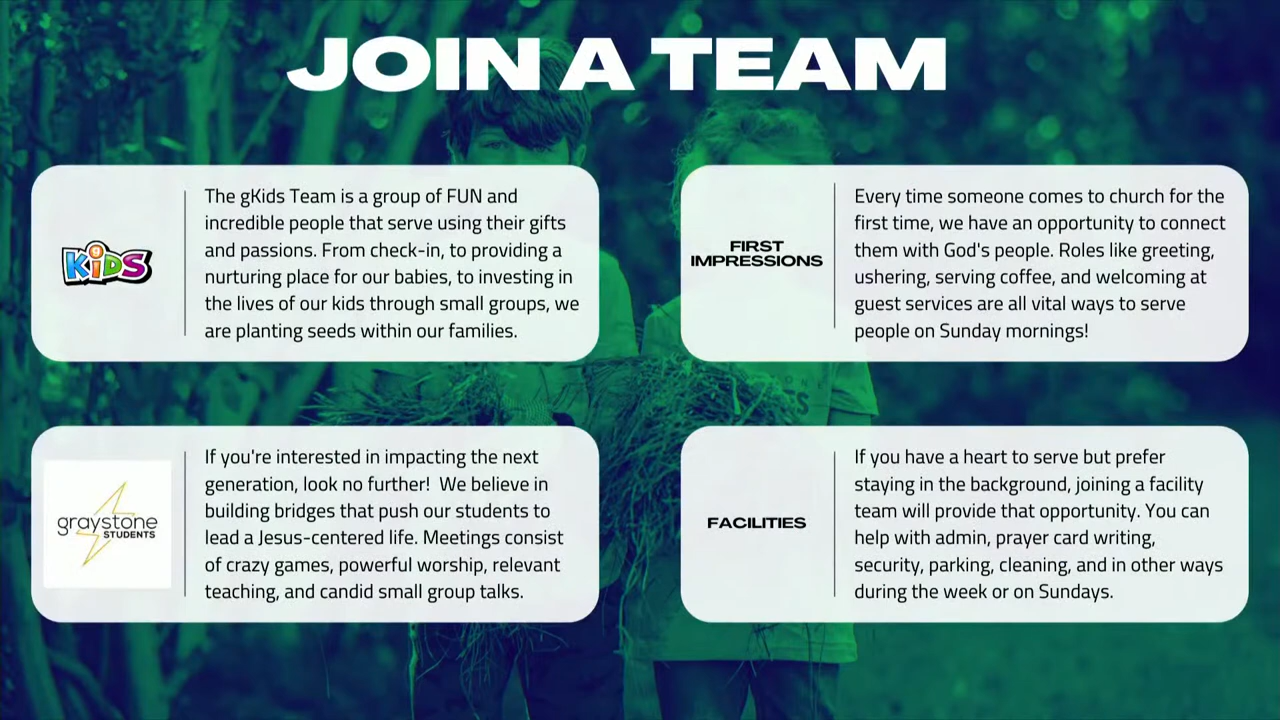 JOIN A TEAM
KiDS
The gKids Team is a group of FUN and
incredible people that serve using their gifts
and passions. From check-in, to providing a
nurturing place for our babies, to investing in
the lives of our kids through small groups, we
are planting seeds within our families.
FIRST
IMPRESSIONS
Every time someone comes to church for the
first time, we have an opportunity to connect
them with God's people. Roles like greeting,
ushering, serving coffee, and welcoming at
guest services are all vital ways to serve
people on Sunday mornings!
graystone
STUDENTS
If you're interested in impacting the next
generation, look no further!  We believe in
building bridges that push our students to
lead a Jesus-centered life. Meetings consist
of crazy games, powerful worship, relevant
teaching, and candid small group talks.
FACILITIES
If you have a heart to serve but prefer
staying in the background, joining a facility
team will provide that opportunity. You can
help with admin, prayer card writing,
security, parking, cleaning, and in other ways
during the week or on Sundays.